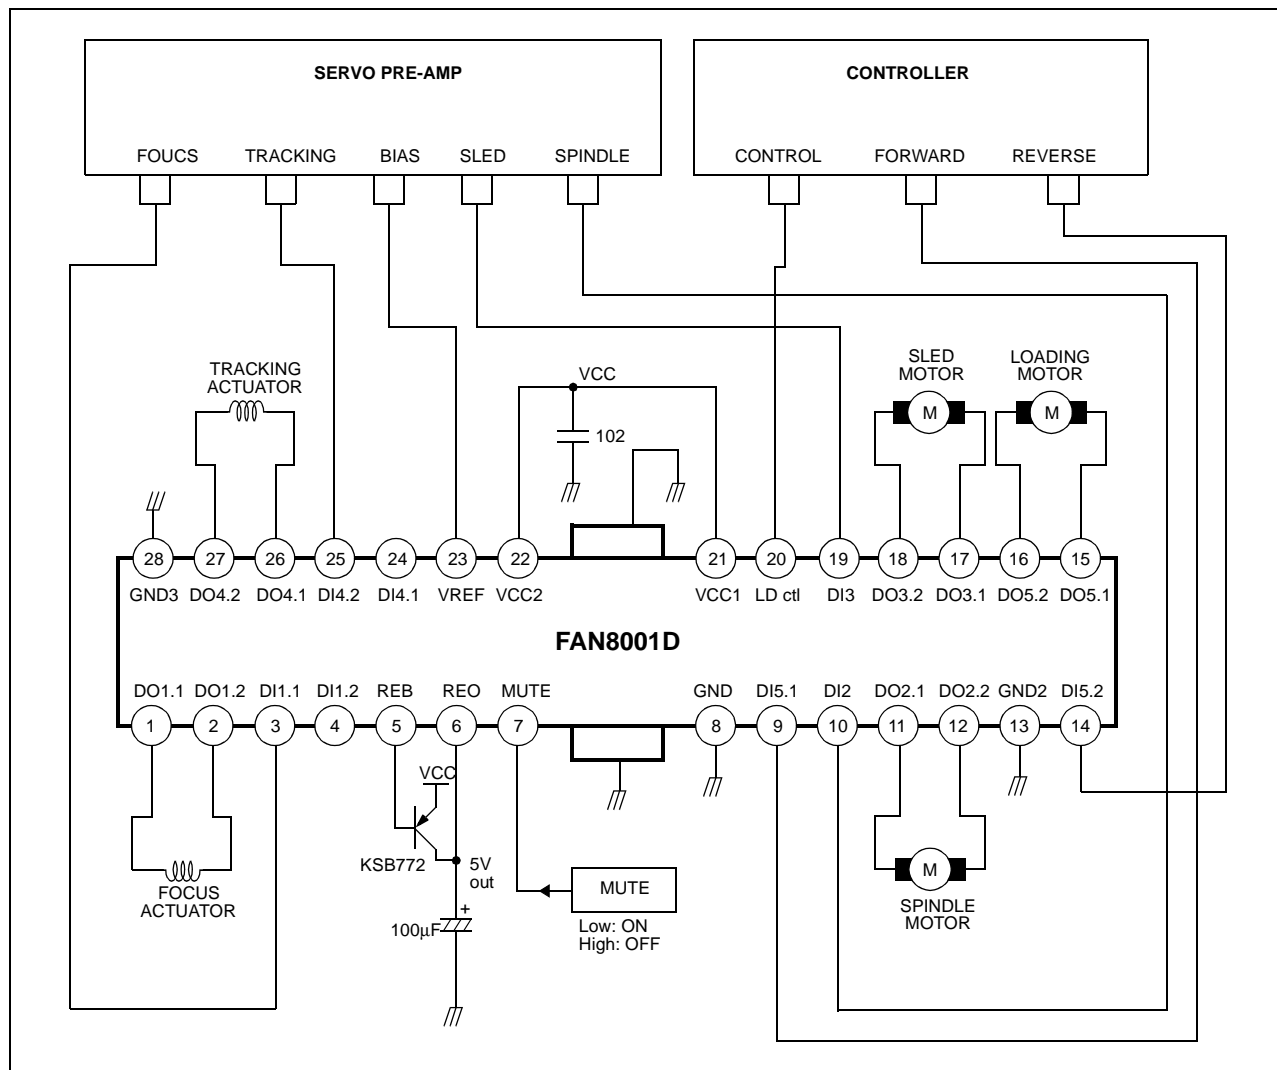 SERVO PRE-AMP
CONTROLLER
FOUCS TRACKING BIAS SLED SPINDLE
CONTROL FORWARD REVERSE
TRACKING
ACTUATOR
VCC
102
SLED
MOTOR
M
LOADING
MOTOR
M
28 27 26 25 24 23 22 21 20 19 18 17 16 15
GND3 DO4.2 DO4.1 DI4.2 DI4.1 VREF VCC2 VCC1 LD ctl DI3 DO3.2 DO3.1 DO5.2 DO5.1
FAN8001D
DO1.1 DO1.2 DI1.1 DI1.2 REB REO MUTE GND DI5.1 DI2 DO2.1 DO2.2 GND2 DI5.2
1 2 3 4 5 6 7 8 9 10 11 12 13 14
VCC
KSB772
5V
out
+
100μF
FOCUS
ACTUATOR
MUTE
Low: ON
High: OFF
M
SPINDLE
MOTOR